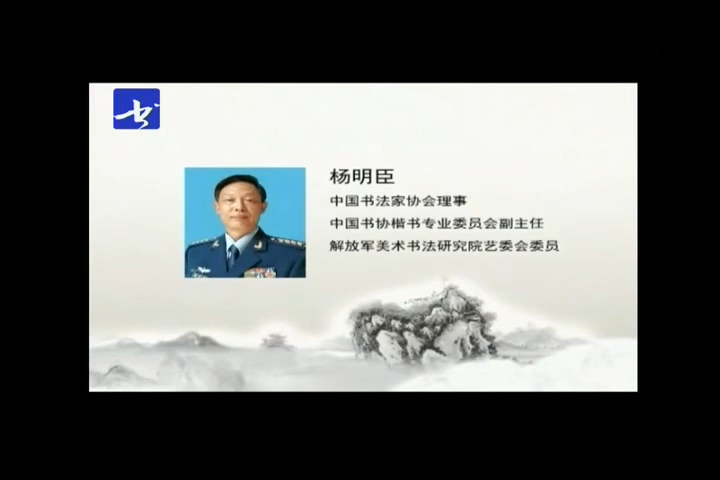 书
杨明臣
中国书法家协会理事
中国书协楷书专业委员会副主任
解放军美术书法研究院艺委会委员